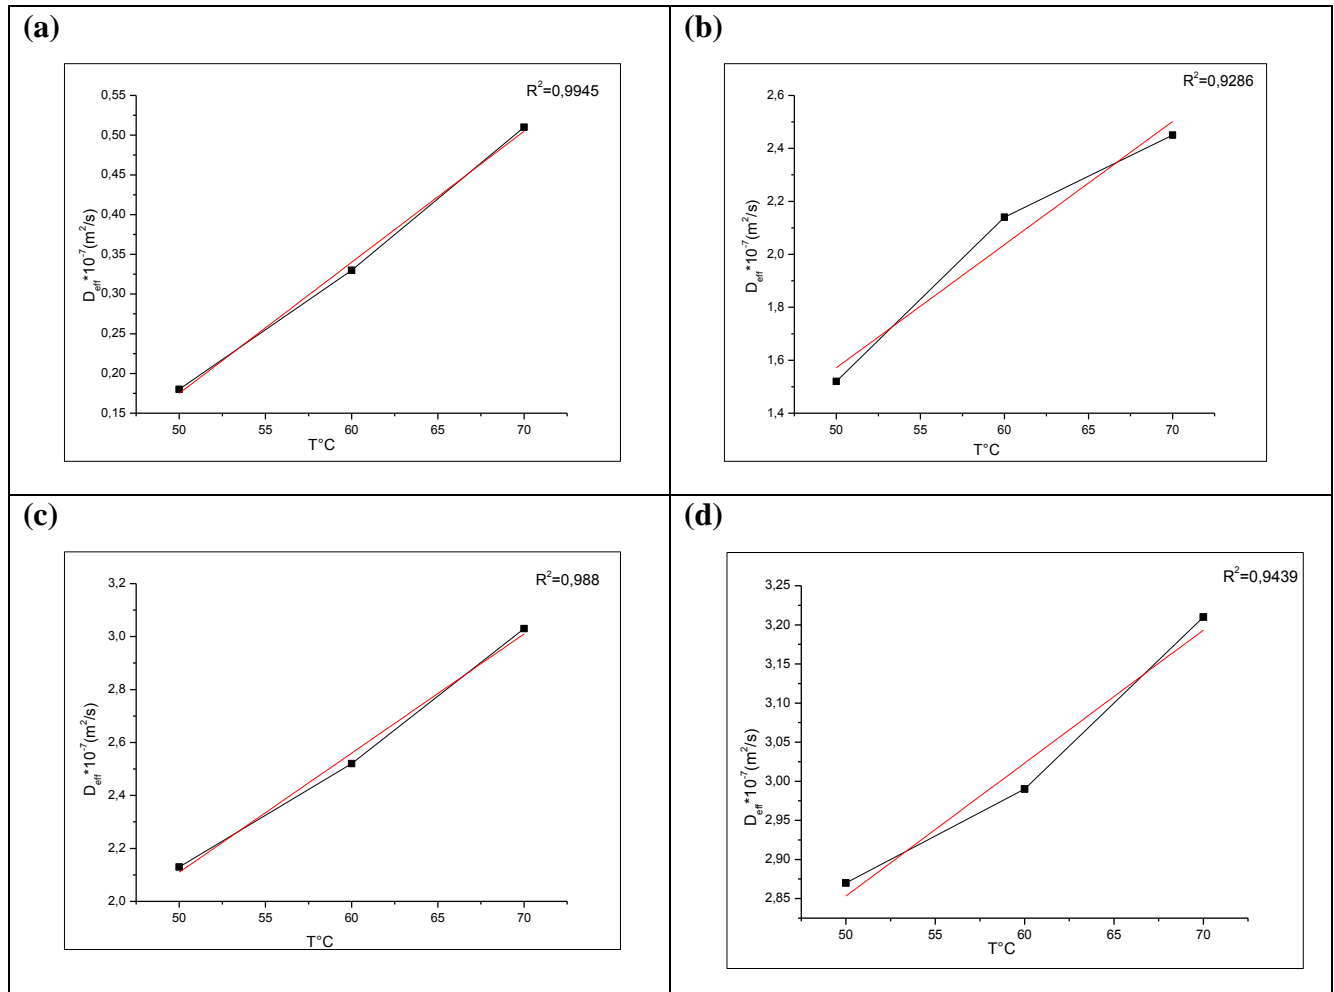 (a)
R²=0,9945
0,55
0,50
0,45
0,40
0,35
0,30
0,25
0,20
0,15
D_eff*10⁻⁷(m²/s)
50 55 60 65 70
T°C
(b)
R²=0,9286
2,6
2,4
2,2
2,0
1,8
1,6
1,4
D_eff*10⁻⁷(m²/s)
50 55 60 65 70
T°C
(c)
R²=0,988
3,2
3,0
2,8
2,6
2,4
2,2
2,0
D_eff*10⁻⁷(m²/s)
50 55 60 65 70
T°C
(d)
R²=0,9439
3,25
3,20
3,15
3,10
3,05
3,00
2,95
2,90
2,85
D_eff*10⁻⁷(m²/s)
50 55 60 65 70
T°C